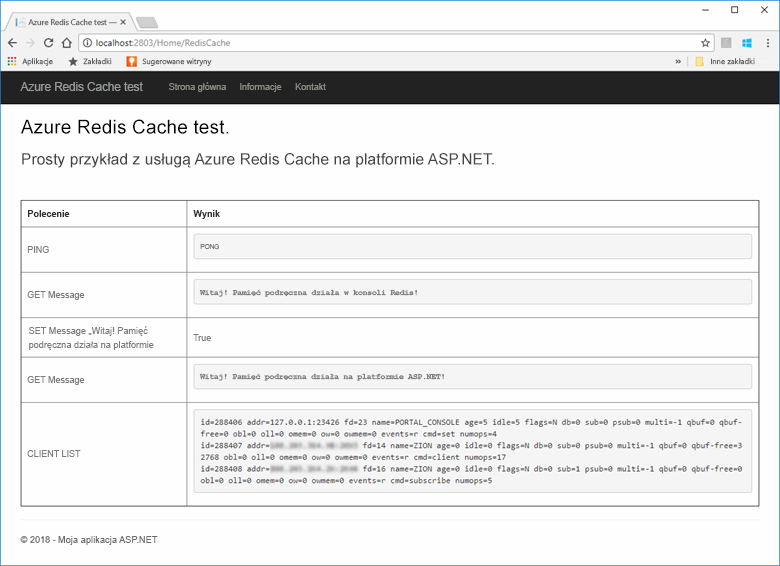 Azure Redis Cache test —
localhost:2803/Home/RedisCache
Aplikacje Zakładki Sugerowane witryny » Inne zakładki
Azure Redis Cache test Strona główna Informacje Kontakt
Azure Redis Cache test.
Prosty przykład z usługą Azure Redis Cache na platformie ASP.NET.
Polecenie Wynik
PING PONG
GET Message Witaj! Pamięć podręczna działa w konsoli Redis!
SET Message „Witaj! Pamięć
podręczna działa na platformie True
GET Message Witaj! Pamięć podręczna działa na platformie ASP.NET!
CLIENT LIST
id=288406 addr=127.0.0.1:23426 fd=23 name=PORTAL_CONSOLE age=5 idle=5 flags=N db=0 sub=0 psub=0 multi=-1 qbuf=0 qbuf-
free=0 obl=0 oll=0 omem=0 ow=0 owmem=0 events=r cmd=set numops=4
id=288407 addr= fd=14 name=ZION age=0 idle=0 flags=N db=0 sub=0 psub=0 multi=-1 qbuf=0 qbuf-free=3
2768 obl=0 oll=0 omem=0 ow=0 owmem=0 events=r cmd=client numops=17
id=288408 addr= fd=16 name=ZION age=0 idle=0 flags=N db=0 sub=1 psub=0 multi=-1 qbuf=0 qbuf-free=0
obl=0 oll=0 omem=0 ow=0 owmem=0 events=r cmd=subscribe numops=5
© 2018 - Moja aplikacja ASP.NET